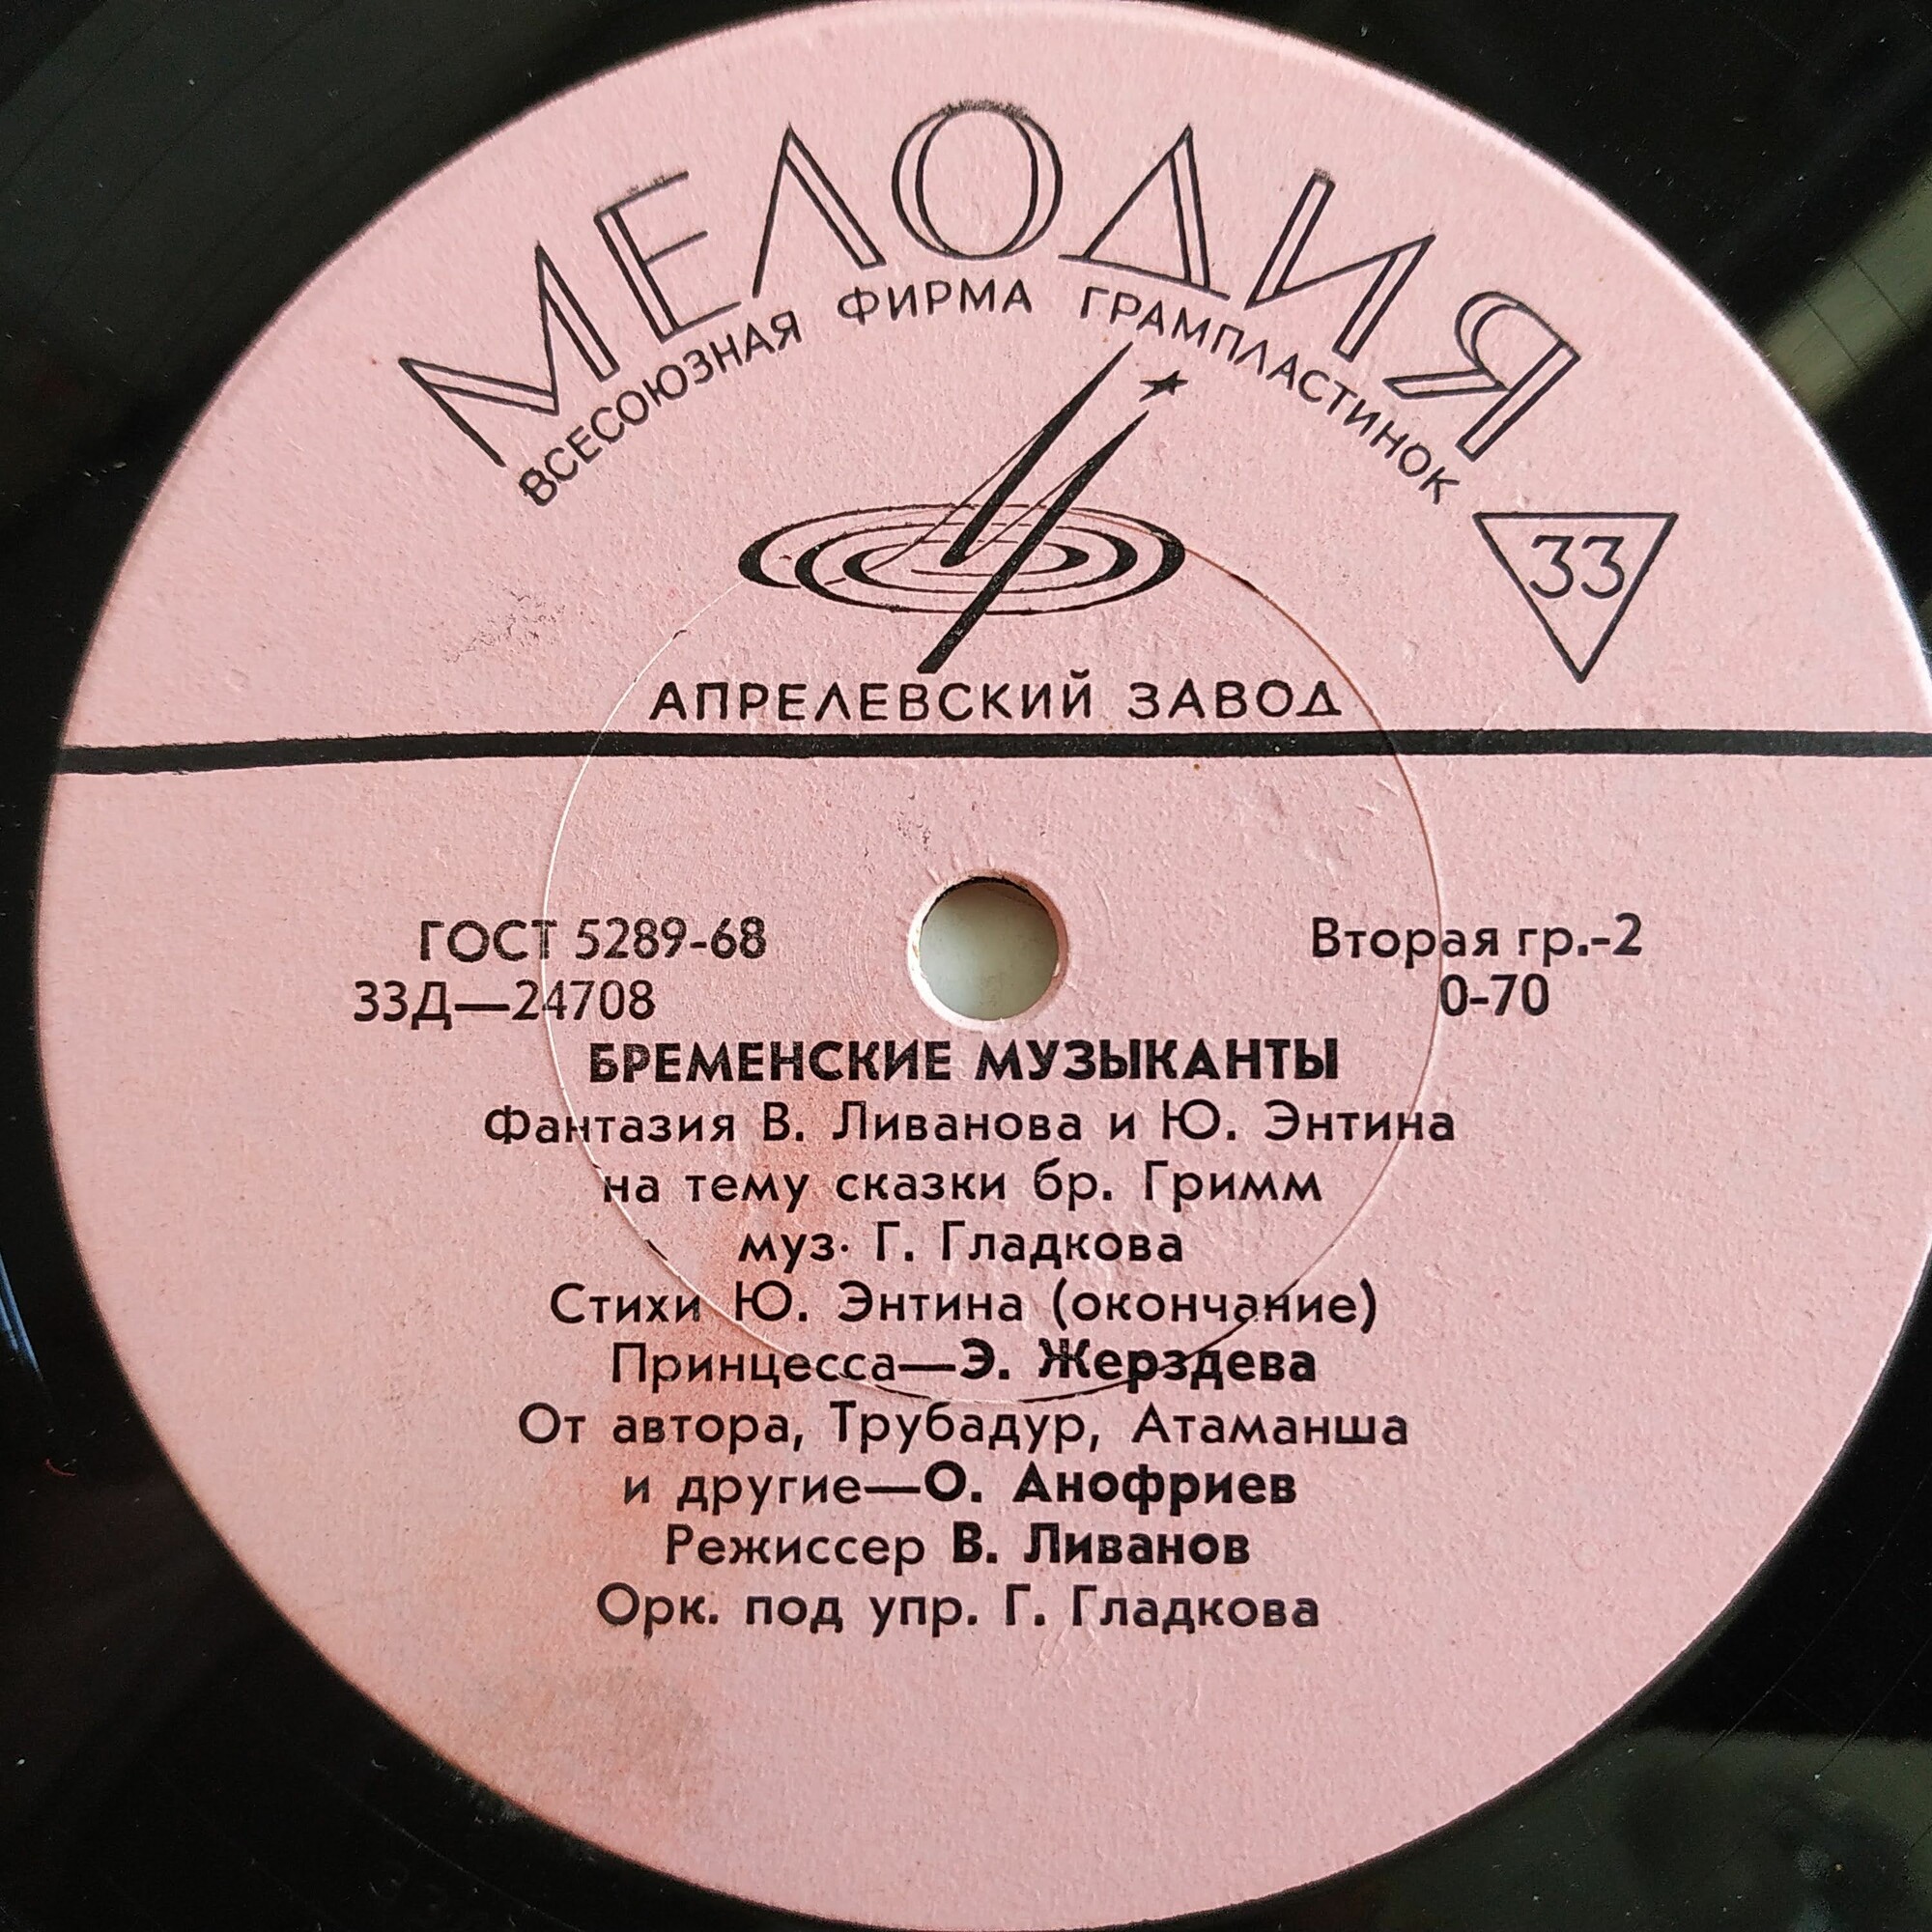 МЕЛОДИЯ
ВСЕСОЮЗНАЯ ФИРМА ГРАМПЛАСТИНОК
33
АПРЕЛЕВСКИЙ ЗАВОД
ГОСТ 5289-68
Вторая гр.-2
33Д—24708
0-70
БРЕМЕНСКИЕ МУЗЫКАНТЫ
Фантазия В. Ливанова и Ю. Энтина
на тему сказки бр. Гримм
муз. Г. Гладкова
Стихи Ю. Энтина (окончание)
Принцесса—Э. Жерздева
От автора, Трубадур, Атаманша
и другие—О. Анофриев
Режиссер В. Ливанов
Орк. под упр. Г. Гладкова